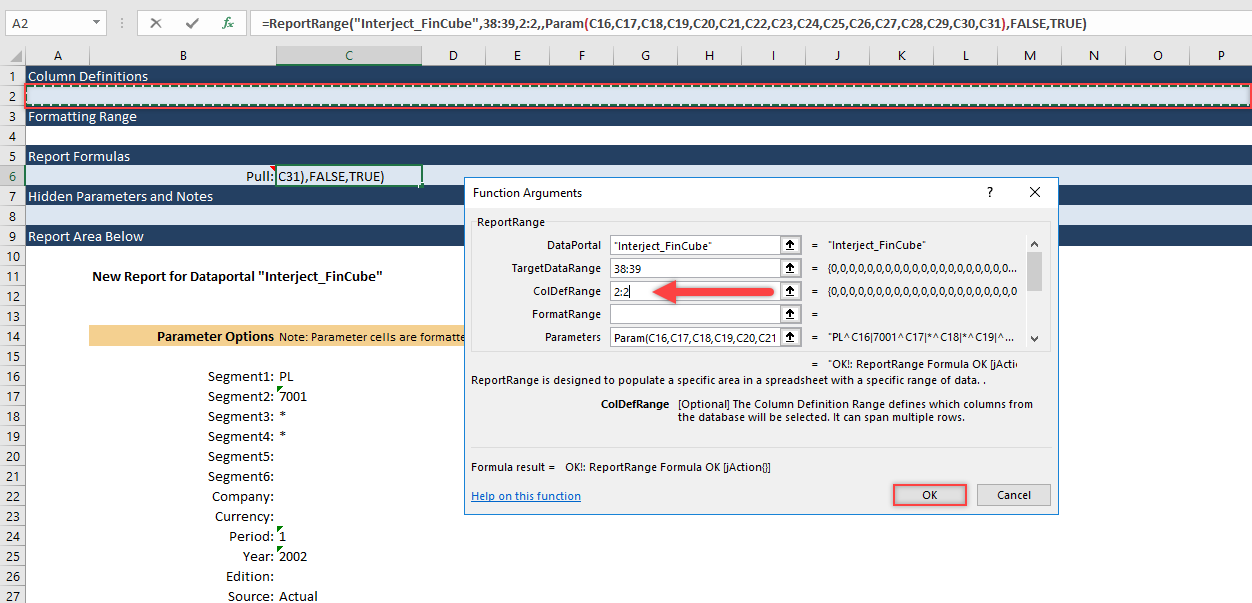 A2
=ReportRange("Interject_FinCube",38:39,2:2,,Param(C16,C17,C18,C19,C20,C21,C22,C23,C24,C25,C26,C27,C28,C29,C30,C31),FALSE,TRUE)
A B C D E F G H I J K L M N O P
1 Column Definitions
2
3 Formatting Range
4
5 Report Formulas
6 Pull: C31),FALSE,TRUE)
7 Hidden Parameters and Notes
8
9 Report Area Below
10
11 New Report for Dataportal "Interject_FinCube"
12
13
14 Parameter Options Note: Parameter cells are formatte
15
16 Segment1: PL
17 Segment2: 7001
18 Segment3: *
19 Segment4: *
20 Segment5:
21 Segment6:
22 Company:
23 Currency:
24 Period: 1
25 Year: 2002
26 Edition:
27 Source: Actual
Function Arguments ?
ReportRange
DataPortal "Interject_FinCube" = "Interject_FinCube"
TargetDataRange 38:39 = {0,0,0,0,0,0,0,0,0,0,0,0,0,0,0,0,0,0,0...
ColDefRange 2:2 = {0,0,0,0,0,0,0,0,0,0,0,0,0,0,0,0,0,0,0,0
FormatRange =
Parameters Param(C16,C17,C18,C19,C20,C21 = "PL^C16|7001^C17|*^C18|*^C19|^...
= "OK!: ReportRange Formula OK [jActi
ReportRange is designed to populate a specific area in a spreadsheet with a specific range of data. .
ColDefRange [Optional] The Column Definition Range defines which columns from
the database will be selected. It can span multiple rows.
Formula result = OK!: ReportRange Formula OK [jAction{}]
Help on this function
OK Cancel